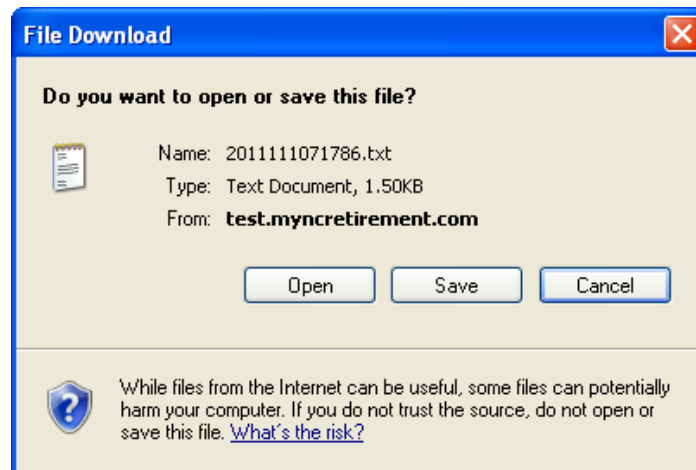 File Download
Do you want to open or save this file?
Name: 2011111071786.txt
Type: Text Document, 1.50KB
From: test.myncretirement.com
Open Save Cancel
While files from the Internet can be useful, some files can potentially
harm your computer. If you do not trust the source, do not open or
save this file. What's the risk?